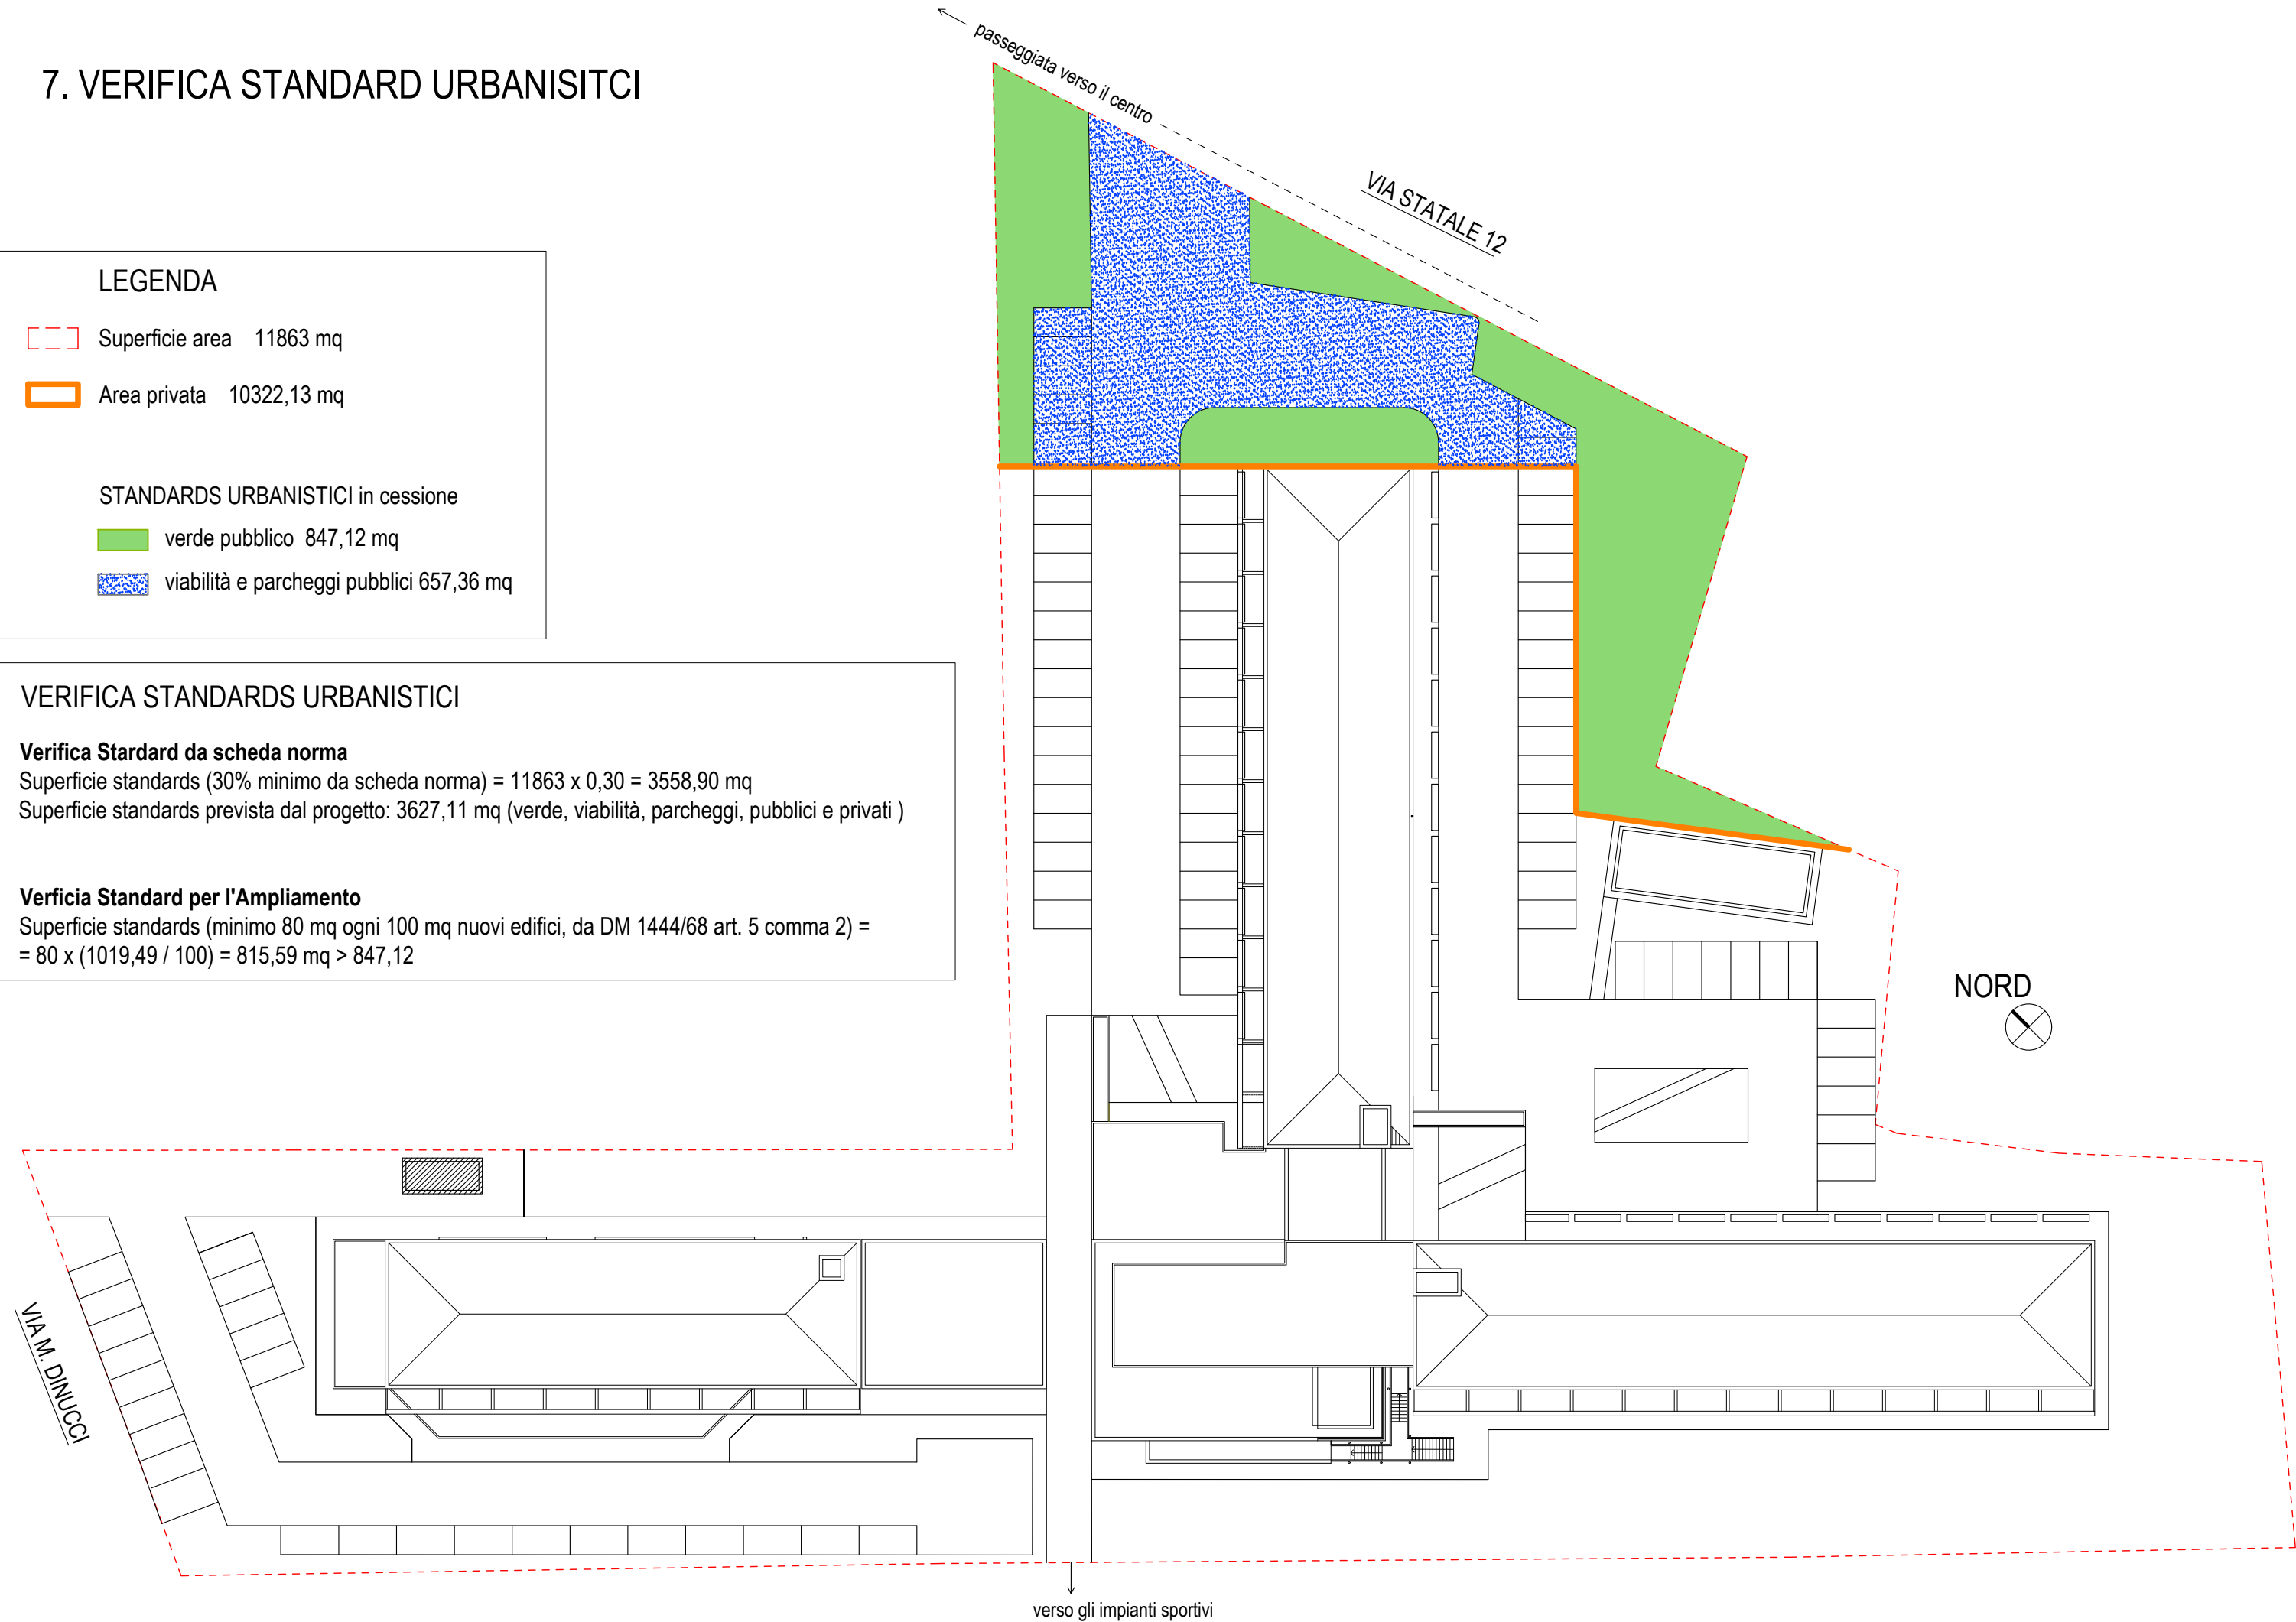 7. VERIFICA STANDARD URBANISITCI
passeggiata verso il centro
VIA STATALE 12
LEGENDA
Superficie area 11863 mq
Area privata 10322,13 mq
STANDARDS URBANISTICI in cessione
verde pubblico 847,12 mq
viabilità e parcheggi pubblici 657,36 mq
VERIFICA STANDARDS URBANISTICI
Verifica Stardard da scheda norma
Superficie standards (30% minimo da scheda norma) = 11863 x 0,30 = 3558,90 mq
Superficie standards prevista dal progetto: 3627,11 mq (verde, viabilità, parcheggi, pubblici e privati )
Verficia Standard per l'Ampliamento
Superficie standards (minimo 80 mq ogni 100 mq nuovi edifici, da DM 1444/68 art. 5 comma 2) =
= 80 x (1019,49 / 100) = 815,59 mq > 847,12
NORD
VIA M. DINUCCI
verso gli impianti sportivi